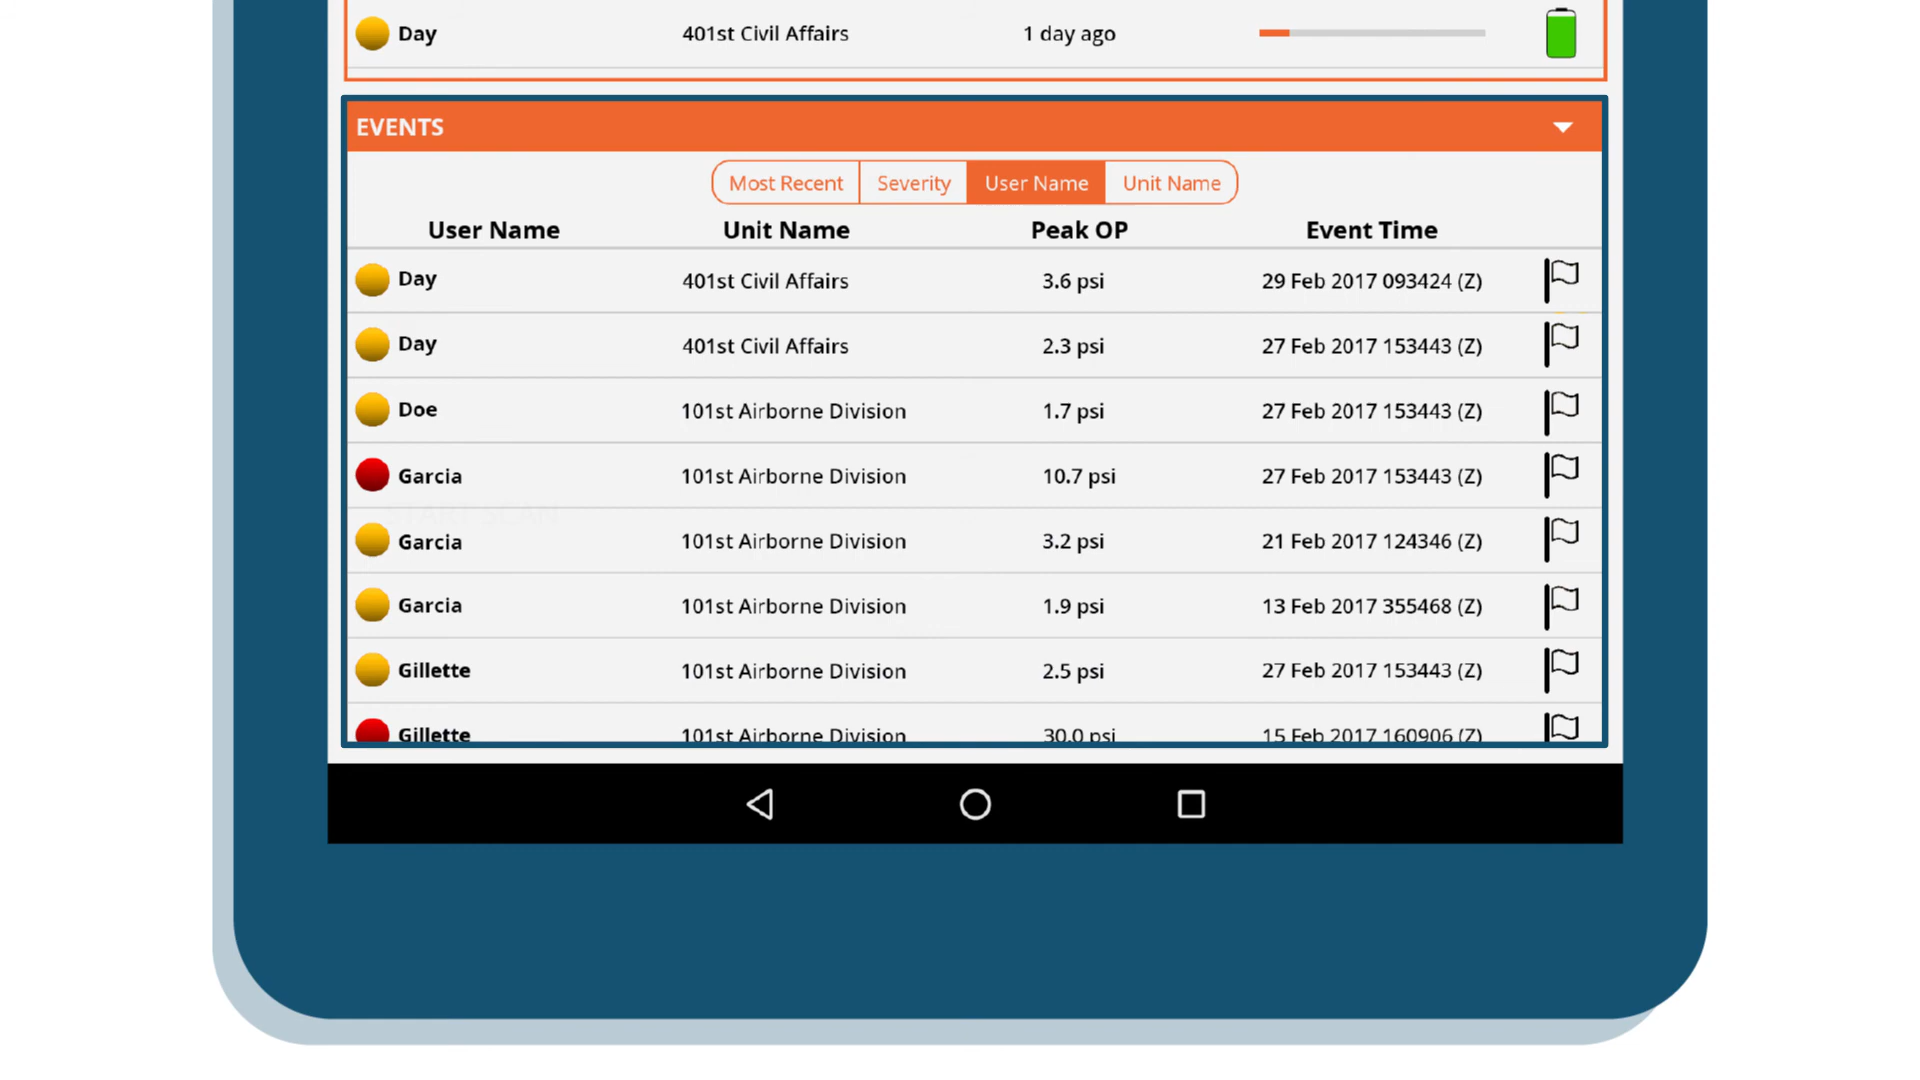 Day 401st Civil Affairs 1 day ago
EVENTS
Most Recent Severity User Name Unit Name
User Name Unit Name Peak OP Event Time
Day 401st Civil Affairs 3.6 psi 29 Feb 2017 093424 (Z)
Day 401st Civil Affairs 2.3 psi 27 Feb 2017 153443 (Z)
Doe 101st Airborne Division 1.7 psi 27 Feb 2017 153443 (Z)
Garcia 101st Airborne Division 10.7 psi 27 Feb 2017 153443 (Z)
START SCAN
Garcia 101st Airborne Division 3.2 psi 21 Feb 2017 124346 (Z)
Garcia 101st Airborne Division 1.9 psi 13 Feb 2017 355468 (Z)
Gillette 101st Airborne Division 2.5 psi 27 Feb 2017 153443 (Z)
Gillette 101st Airborne Division 30.0 psi 15 Feb 2017 160906 (Z)